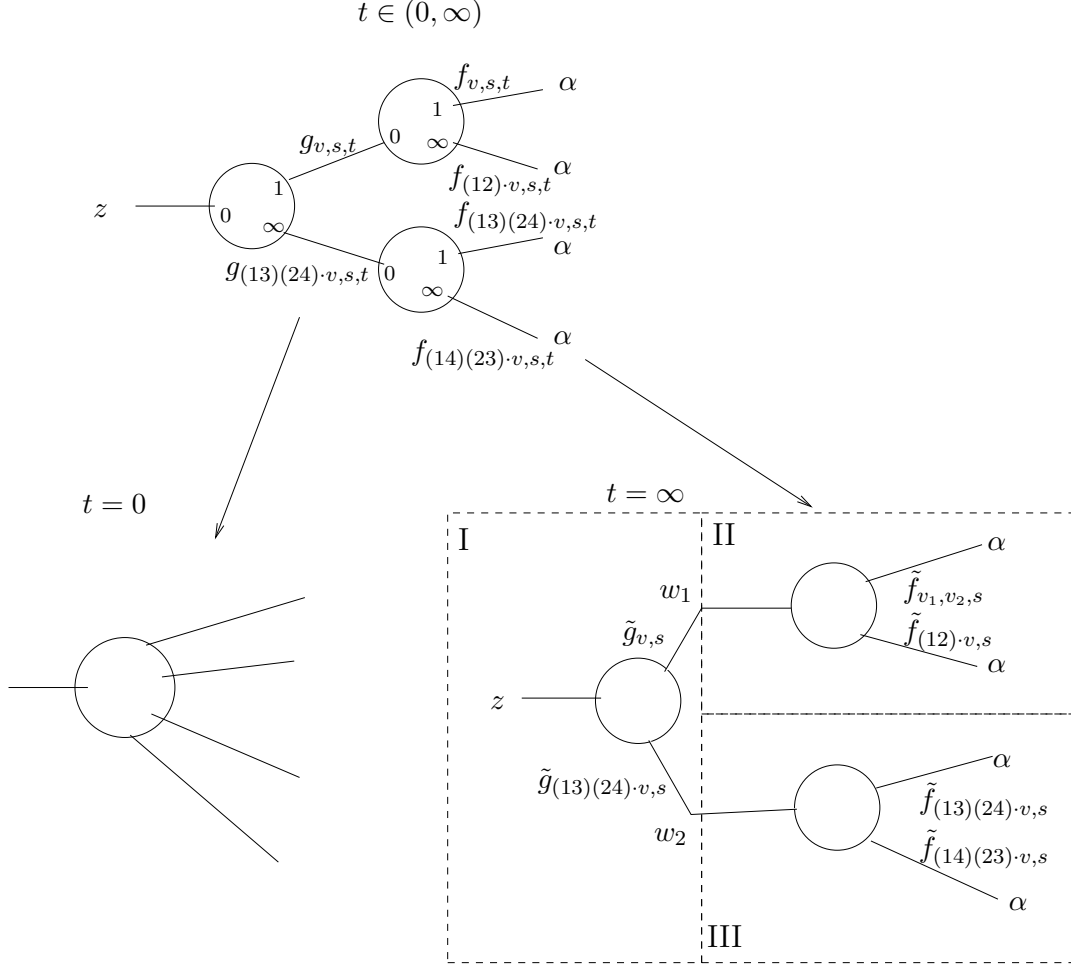 t ∈ (0, ∞)
f_{v,s,t}
α
1
0
∞
g_{v,s,t}
α
f_{(12)·v,s,t}
z
1
0
∞
f_{(13)(24)·v,s,t}
α
g_{(13)(24)·v,s,t}
1
0
∞
α
f_{(14)(23)·v,s,t}
t = 0
t = ∞
I
II
α
w_1
f̃_{v_1,v_2,s}
g̃_{v,s}
f̃_{(12)·v,s}
α
z
α
g̃_{(13)(24)·v,s}
f̃_{(13)(24)·v,s}
w_2
f̃_{(14)(23)·v,s}
α
III